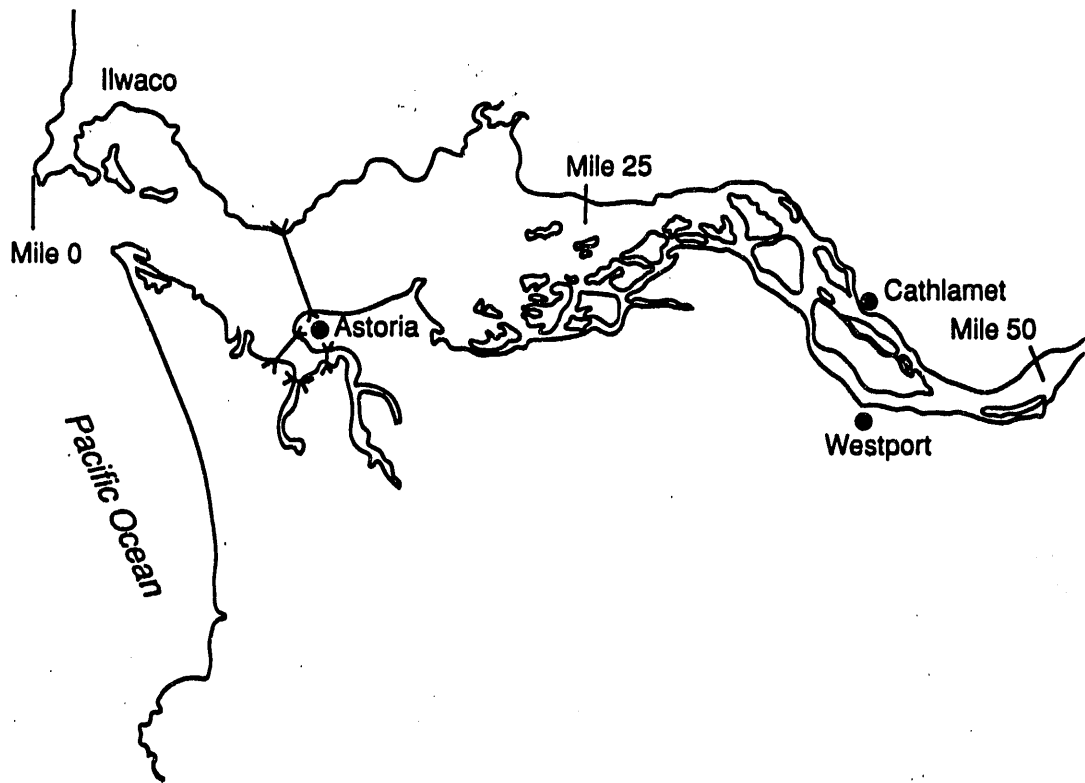 Ilwaco
Mile 25
Mile 0
Cathlamet
Astoria
Mile 50
Westport
Pacific Ocean